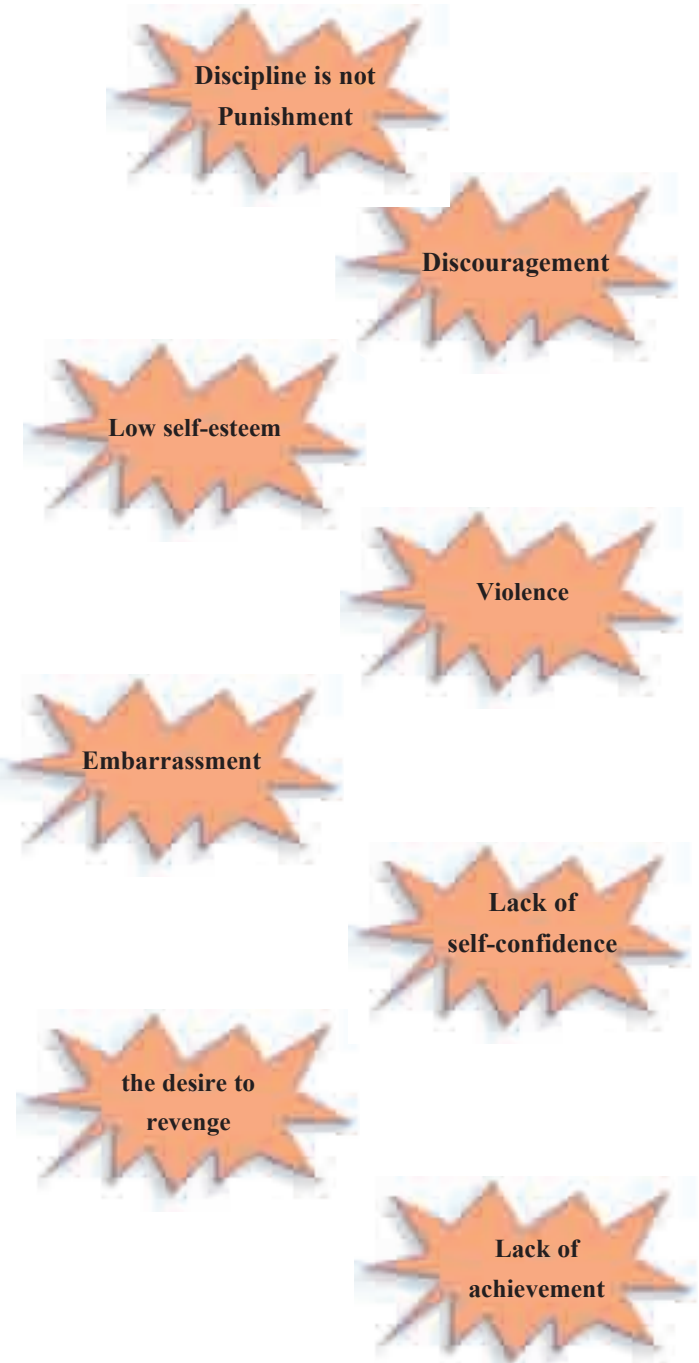 Discipline is not
Punishment
Discouragement
Low self-esteem
Violence
Embarrassment
Lack of
self-confidence
the desire to
revenge
Lack of
achievement